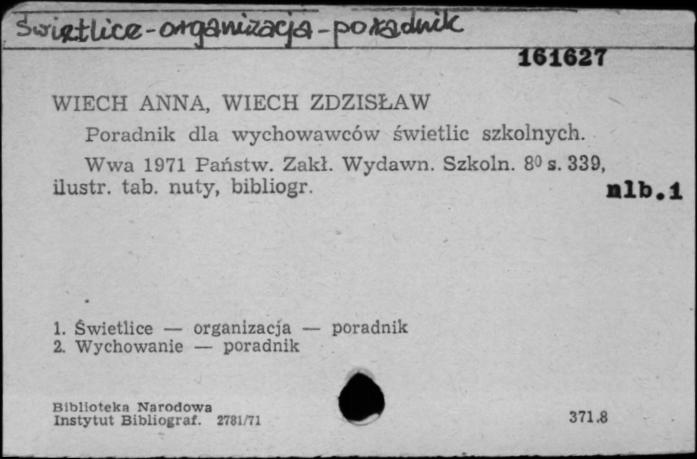 Świetlice - organizacja - poradnik
161627
WIECH ANNA, WIECH ZDZISŁAW
Poradnik dla wychowawców świetlic szkolnych.
Wwa 1971 Państw. Zakł. Wydawn. Szkoln. 8⁰ s. 339,
ilustr. tab. nuty, bibliogr.
nlb.1
1. Świetlice — organizacja — poradnik
2. Wychowanie — poradnik
Biblioteka Narodowa
Instytut Bibliograf. 2781/71
371.8